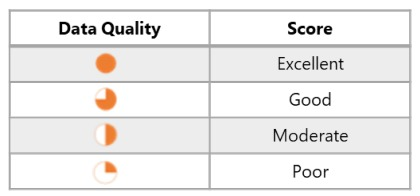 Data Quality Score
Excellent
Good
Moderate
Poor